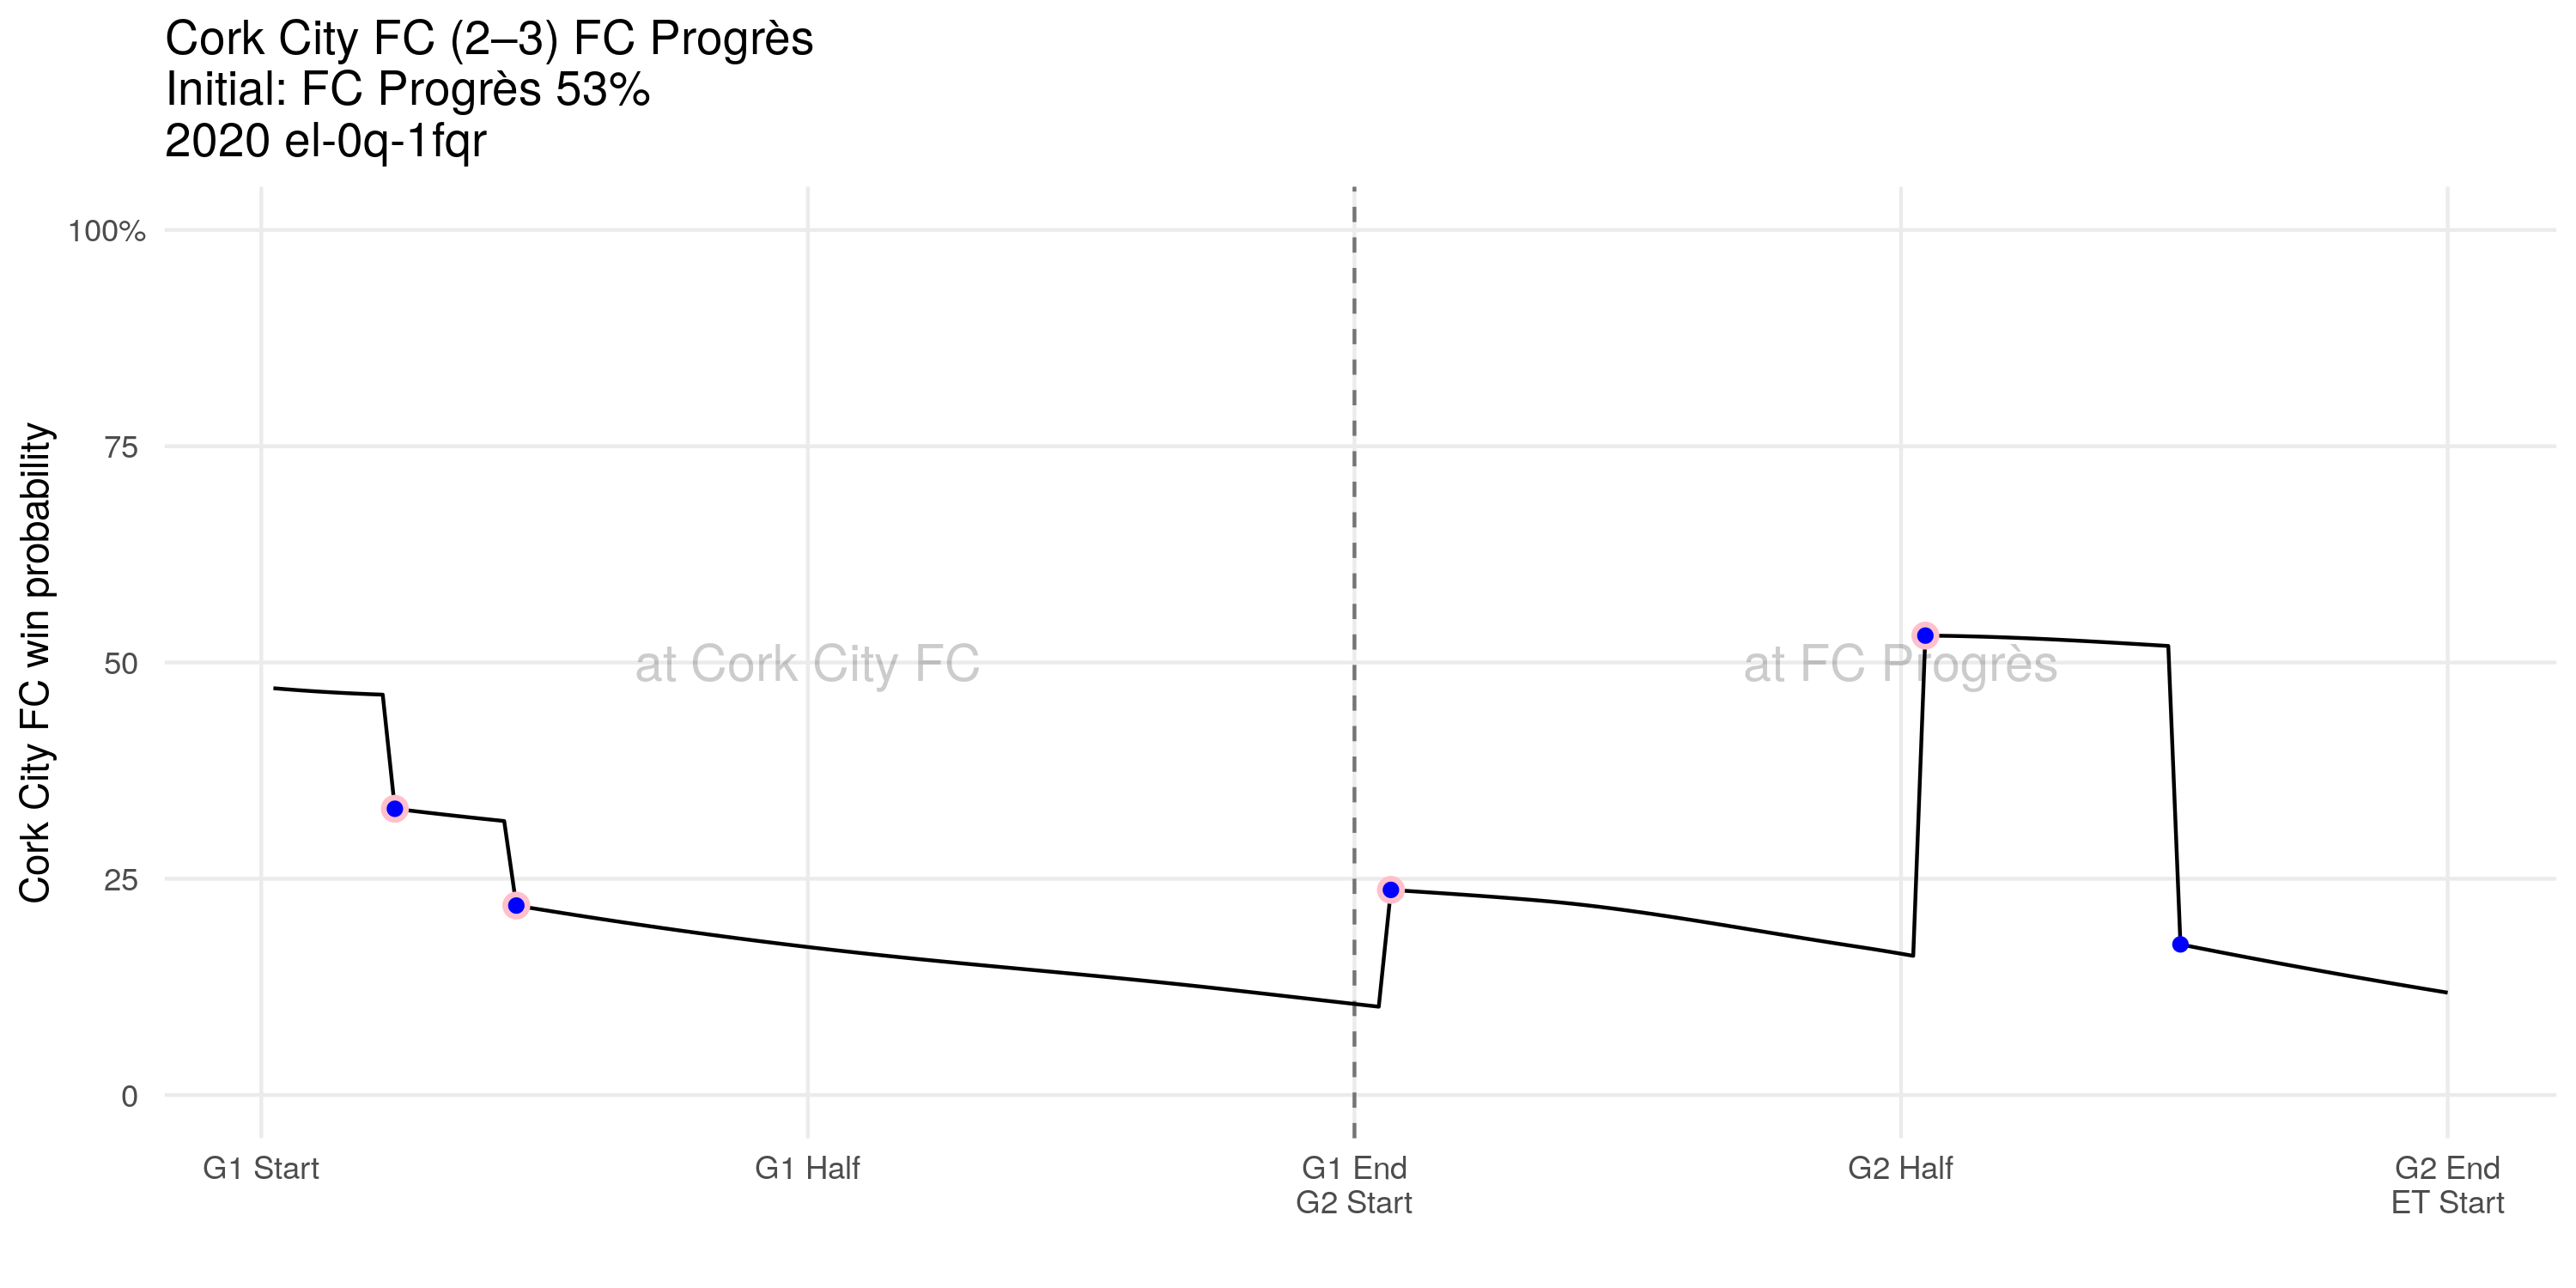 Cork City FC (2–3) FC Progrès
Initial: FC Progrès 53%
2020 el-0q-1fqr
Cork City FC win probability
100%
75
50
25
0
at Cork City FC
at FC Progrès
G1 Start
G1 Half
G1 End
G2 Start
G2 Half
G2 End
ET Start